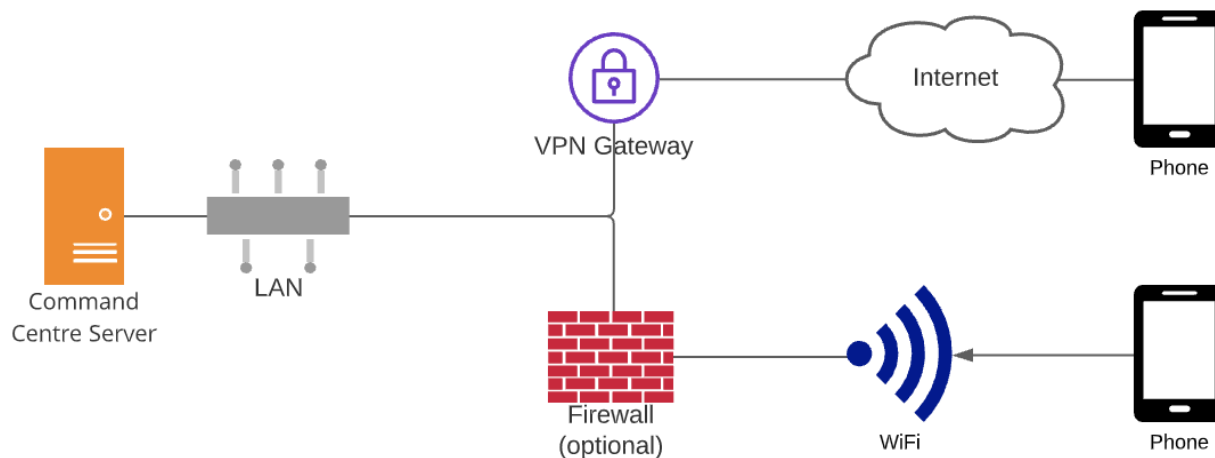 Internet
VPN Gateway
Phone
Command
Centre Server
LAN
Firewall
(optional)
WiFi
Phone